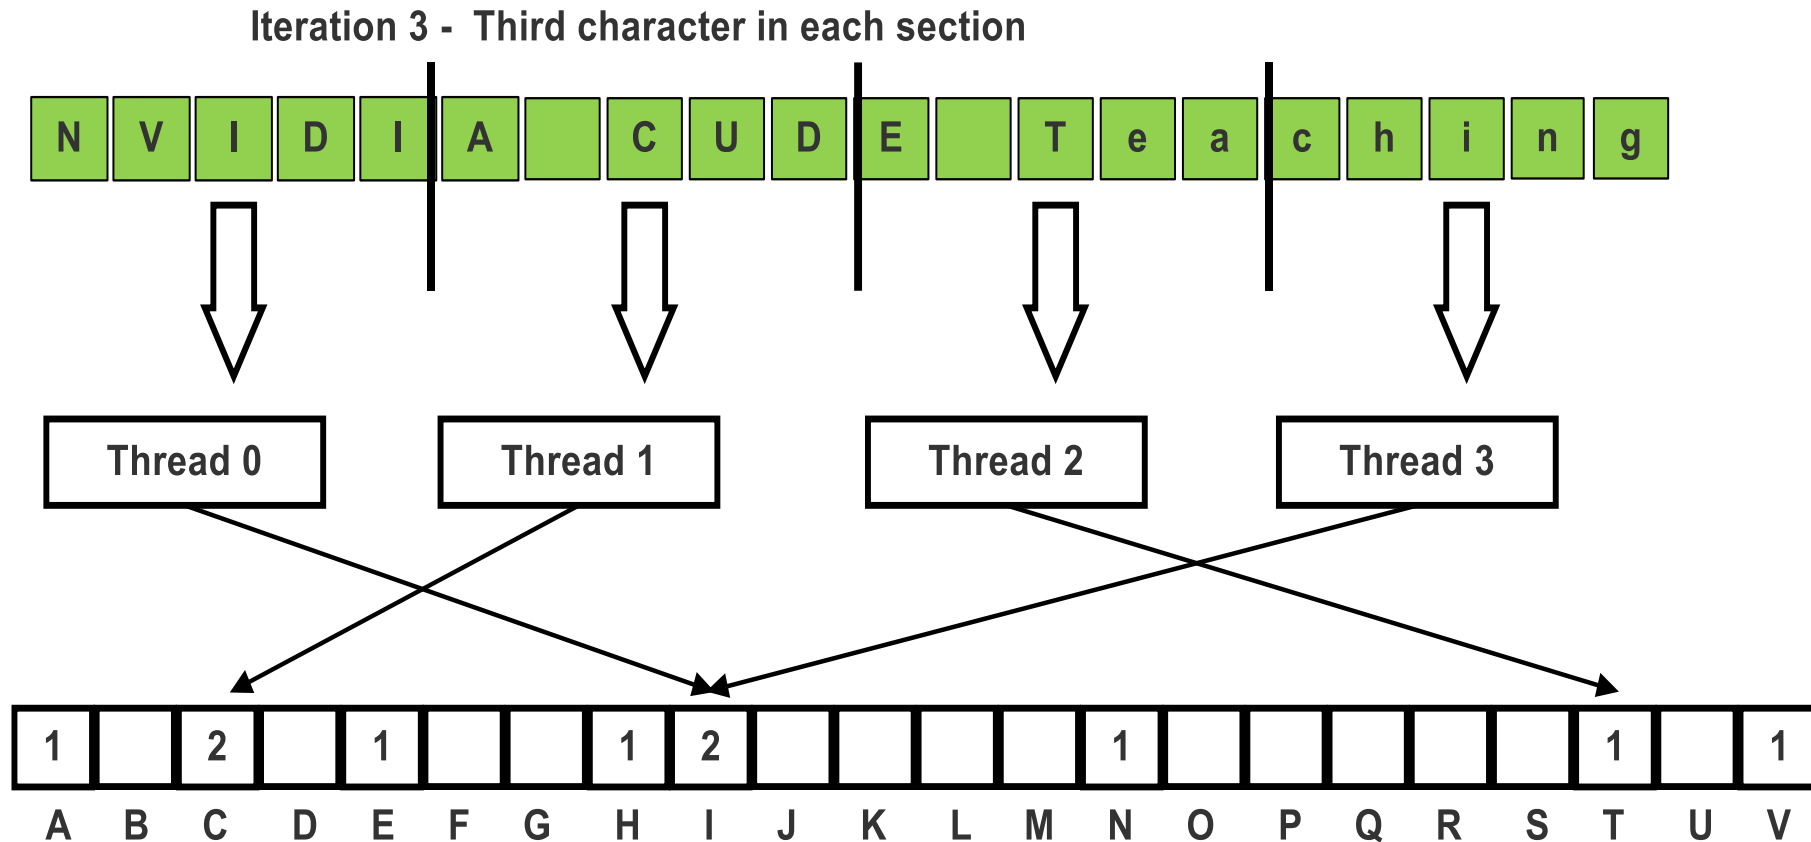 Iteration 3 - Third character in each section
N V I D I A C U D E T e a c h i n g
Thread 0 Thread 1 Thread 2 Thread 3
1 2 1 1 2 1 1 1
A B C D E F G H I J K L M N O P Q R S T U V